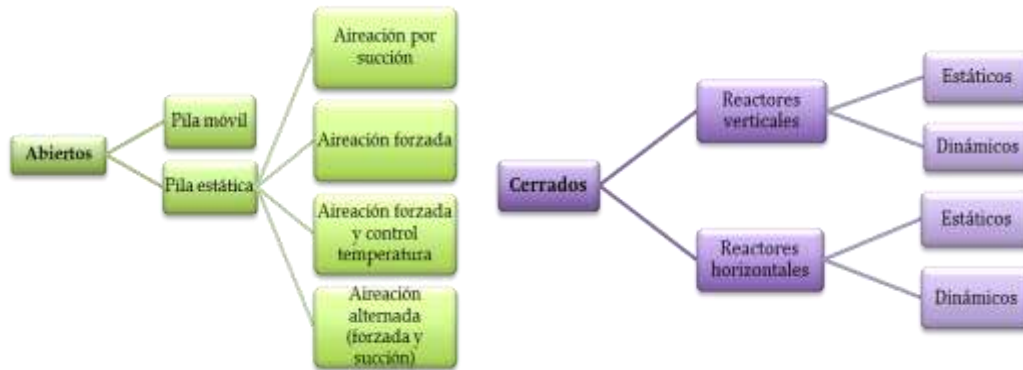 Abiertos
Pila móvil
Pila estática
Aireación por
succión
Aireación forzada
Aireación forzada
y control
temperatura
Aireación
alternada
(forzada y
succión)
Cerrados
Reactores
verticales
Estáticos
Dinámicos
Reactores
horizontales
Estáticos
Dinámicos